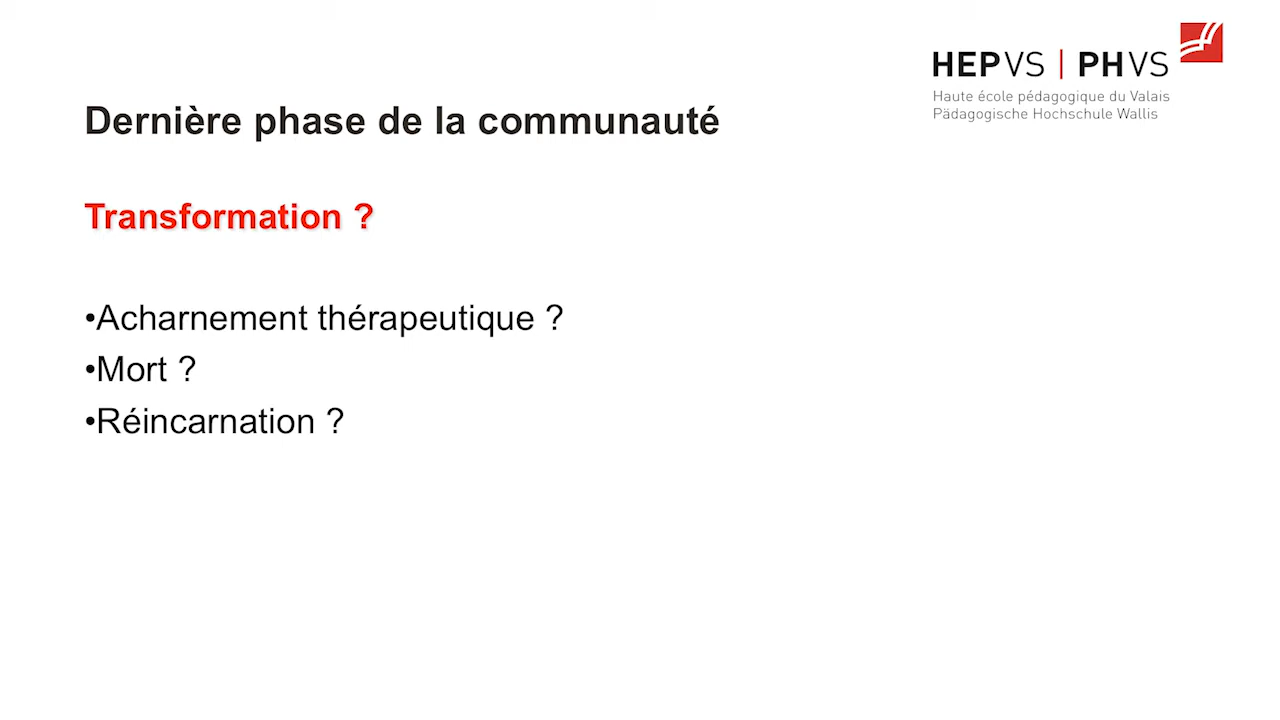 HEPVS | PHVS
Haute école pédagogique du Valais
Pädagogische Hochschule Wallis
Dernière phase de la communauté
Transformation ?
•Acharnement thérapeutique ?
•Mort ?
•Réincarnation ?